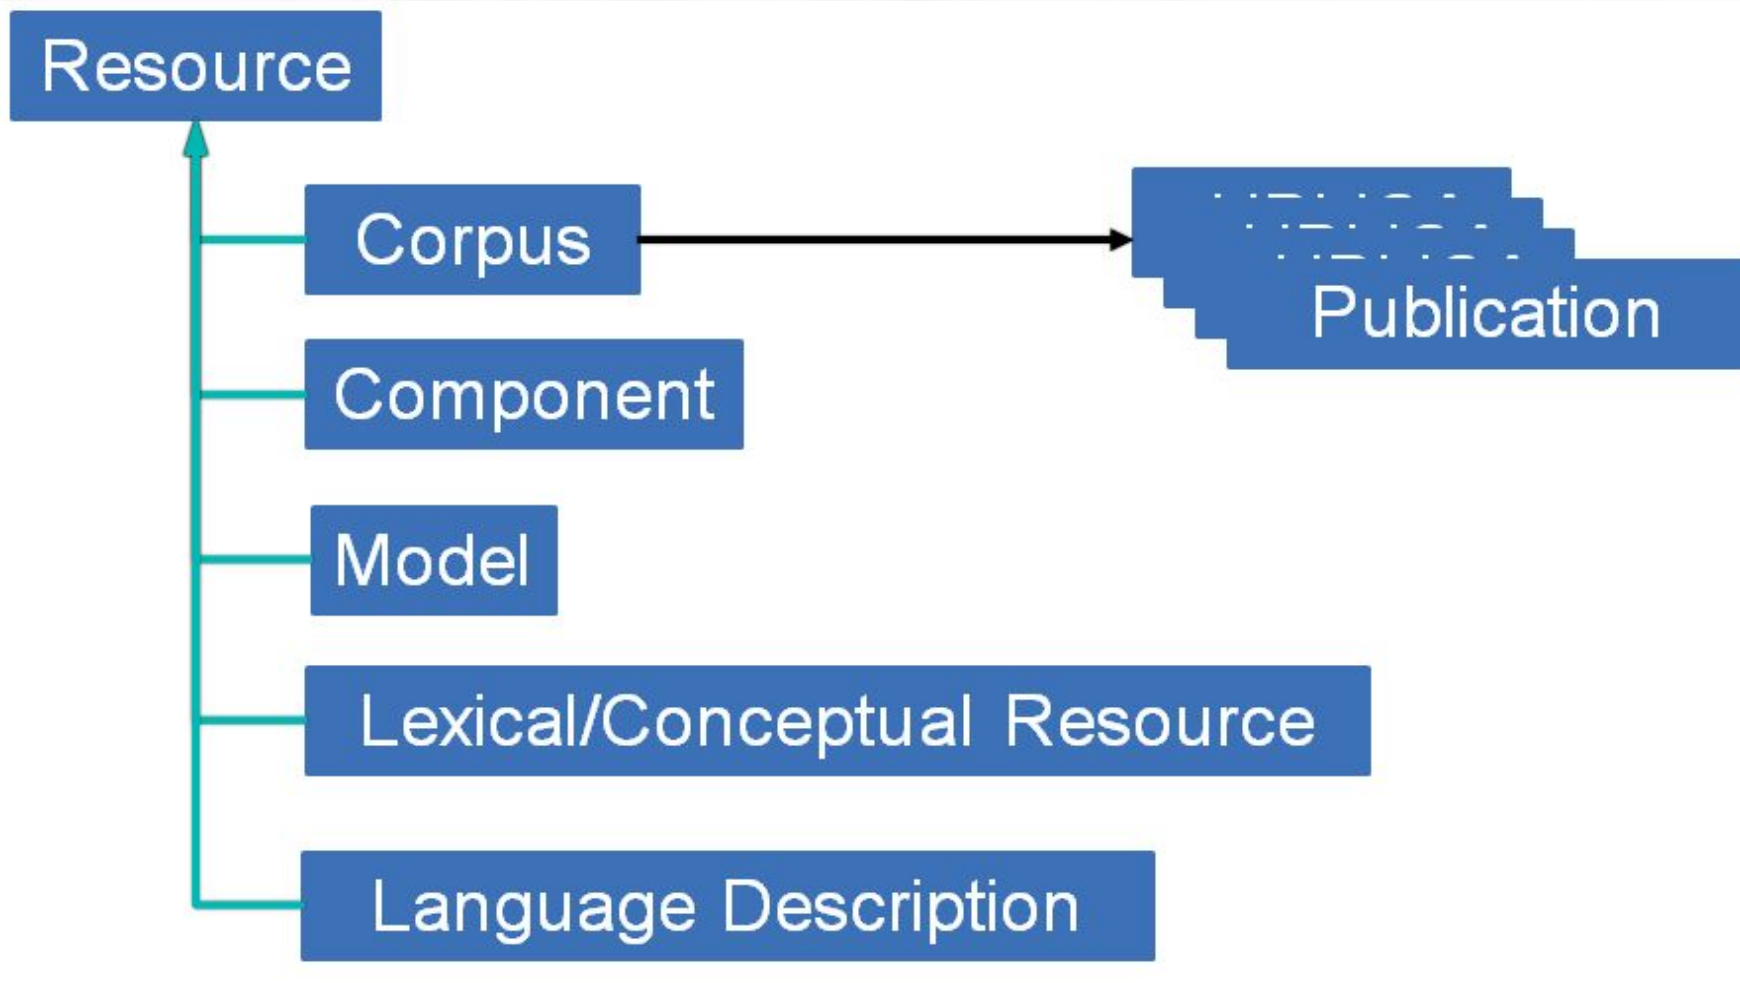 Resource
Corpus
Publication
Component
Model
Lexical/Conceptual Resource
Language Description